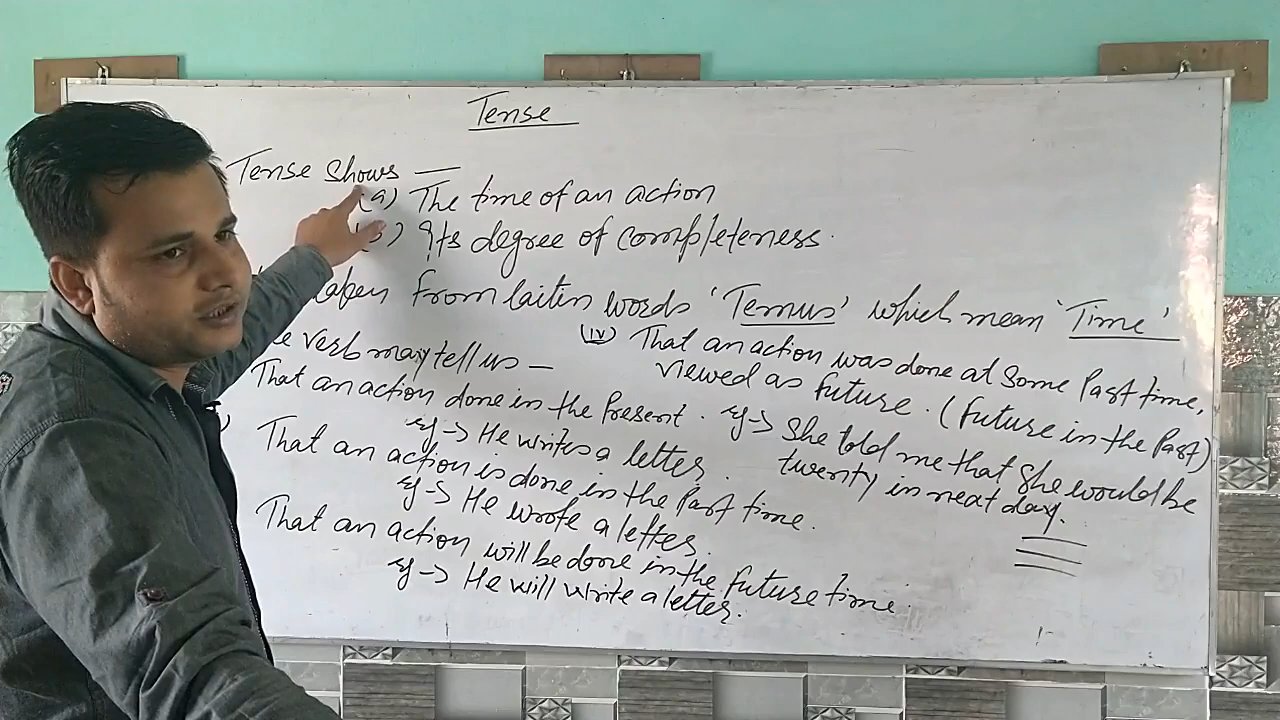 Tense
Tense shows —
(a) The time of an action
) Its degree of completeness.
taken from laitin words 'Temus' which mean 'Time'
verb may tell us —
That an action done in the Present.
eg → He writes a letter.
That an action is done in the Past time.
eg → He wrote a letter.
That an action will be done in the future time.
eg → He will write a letter.
(iv) That an action was done at some Past time,
viewed as future. (future in the Past)
eg → She told me that she would be
twenty in neat day.